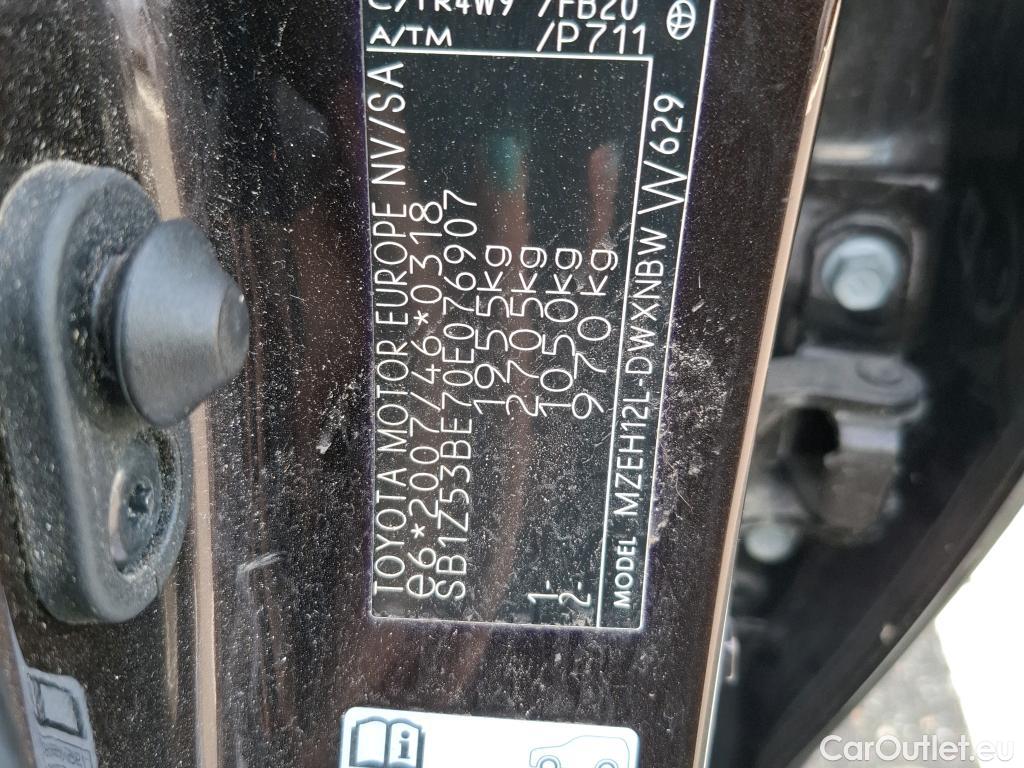 TOYOTA MOTOR EUROPE NV/SA
e6*2007/46*0318
SB1Z53BE70E076907
1955kg
2705kg
1- 1050kg
2- 970kg
MODEL MZEH12L-DWXNBW W629
C/TR4W9 /FB20
A/TM /P711
i
CarOutlet.eu